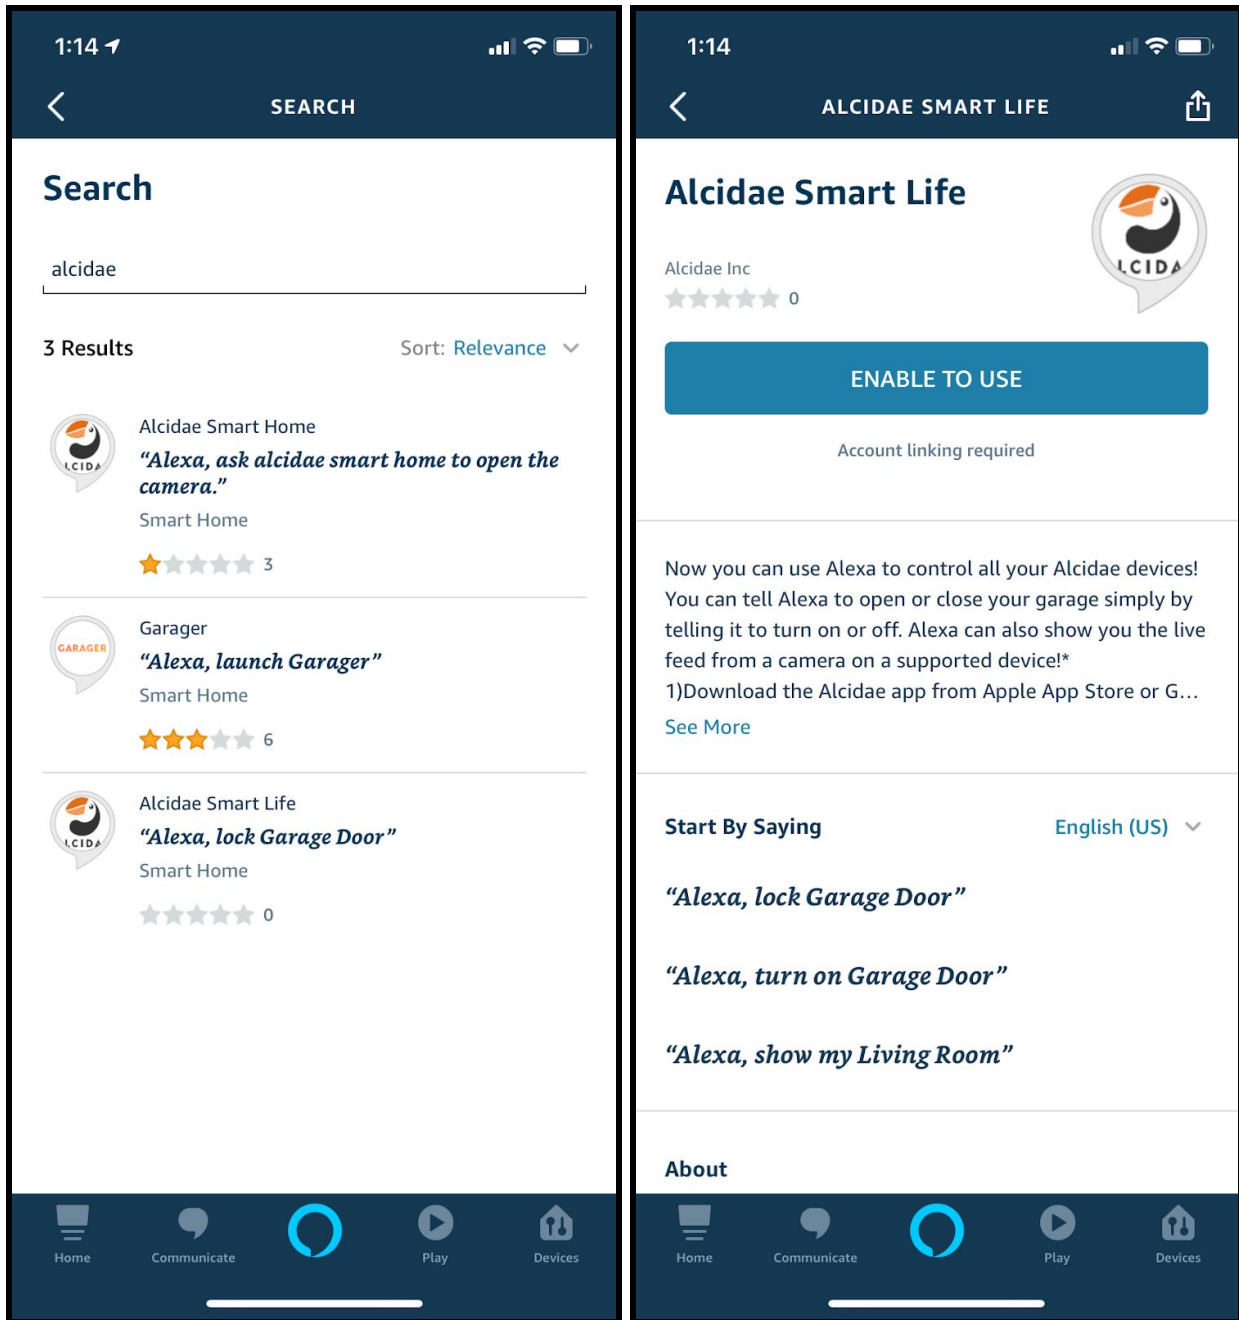 1:14
SEARCH
Search
alcidae
3 Results
Sort: Relevance
Alcidae Smart Home
“Alexa, ask alcidae smart home to open the
camera.”
LCIDA
Smart Home
3
Garager
GARAGER
“Alexa, launch Garager”
Smart Home
6
Alcidae Smart Life
“Alexa, lock Garage Door”
LCIDA
Smart Home
0
Home
Communicate
Play
Devices
1:14
ALCIDAE SMART LIFE
Alcidae Smart Life
LCIDA
Alcidae Inc
0
ENABLE TO USE
Account linking required
Now you can use Alexa to control all your Alcidae devices!
You can tell Alexa to open or close your garage simply by
telling it to turn on or off. Alexa can also show you the live
feed from a camera on a supported device!*
1)Download the Alcidae app from Apple App Store or G...
See More
Start By Saying
English (US)
“Alexa, lock Garage Door”
“Alexa, turn on Garage Door”
“Alexa, show my Living Room”
About
Home
Communicate
Play
Devices